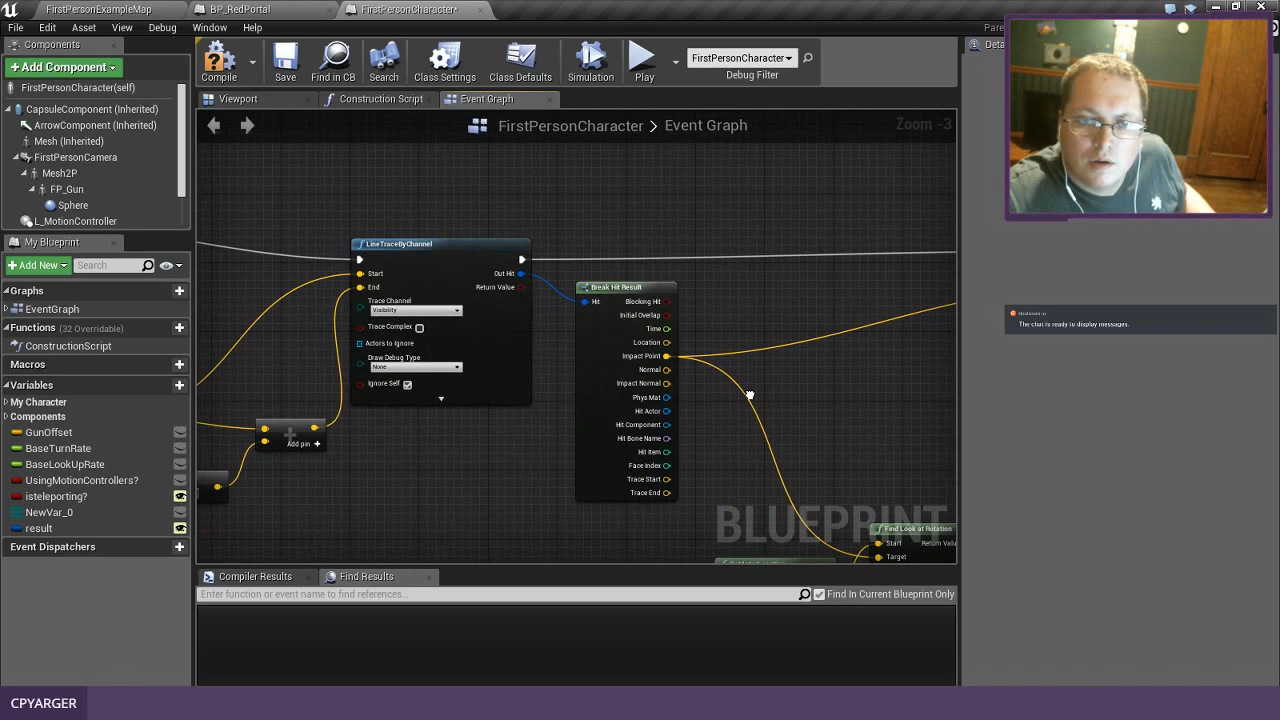 FirstPersonExampleMap
BP_RedPortal
FirstPersonCharacter•
File Edit Asset View Debug Window Help
Components
+ Add Component
FirstPersonCharacter(self)
CapsuleComponent (Inherited)
ArrowComponent (Inherited)
Mesh (Inherited)
FirstPersonCamera
Mesh2P
FP_Gun
Sphere
L_MotionController
My Blueprint
+ Add New
Search
Graphs
EventGraph
Functions (32 Overridable)
ConstructionScript
Macros
Variables
My Character
Components
GunOffset
BaseTurnRate
BaseLookUpRate
UsingMotionControllers?
isteleporting?
NewVar_0
result
Event Dispatchers
Compile
Save
Find in CB
Search
Class Settings
Class Defaults
Simulation
Play
FirstPersonCharacter
Debug Filter
Viewport
Construction Script
Event Graph
FirstPersonCharacter > Event Graph
Zoom -3
LineTraceByChannel
Start
End
Trace Channel
Visibility
Trace Complex
Actors to Ignore
Draw Debug Type
None
Ignore Self
Out Hit
Return Value
Add pin +
Break Hit Result
Hit
Blocking Hit
Initial Overlap
Time
Location
Impact Point
Normal
Impact Normal
Phys Mat
Hit Actor
Hit Component
Hit Bone Name
Hit Item
Face Index
Trace Start
Trace End
Find Look at Rotation
Start
Return Value
Target
BLUEPRINT
Compiler Results
Find Results
Enter function or event name to find references...
Find In Current Blueprint Only
Deta
The chat is ready to display messages.
CPYARGER